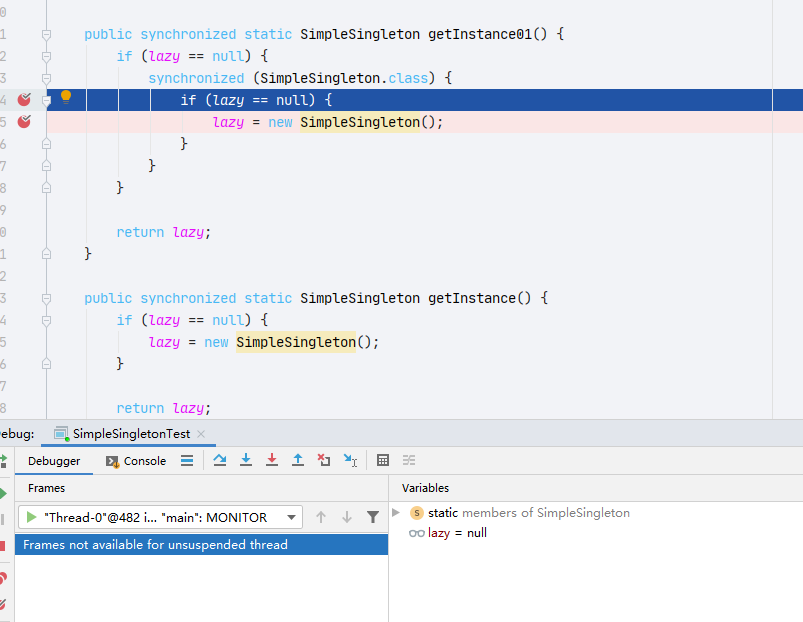 0
1 public synchronized static SimpleSingleton getInstance01() {
2 if (lazy == null) {
3 synchronized (SimpleSingleton.class) {
4 if (lazy == null) {
5 lazy = new SimpleSingleton();
6 }
7 }
8 }
9
0 return lazy;
1 }
2
3 public synchronized static SimpleSingleton getInstance() {
4 if (lazy == null) {
5 lazy = new SimpleSingleton();
6 }
7
8 return lazy;
ebug: SimpleSingletonTest
Debugger Console
Frames
Variables
"Thread-0"@482 i... "main": MONITOR
Frames not available for unsuspended thread
s static members of SimpleSingleton
lazy = null